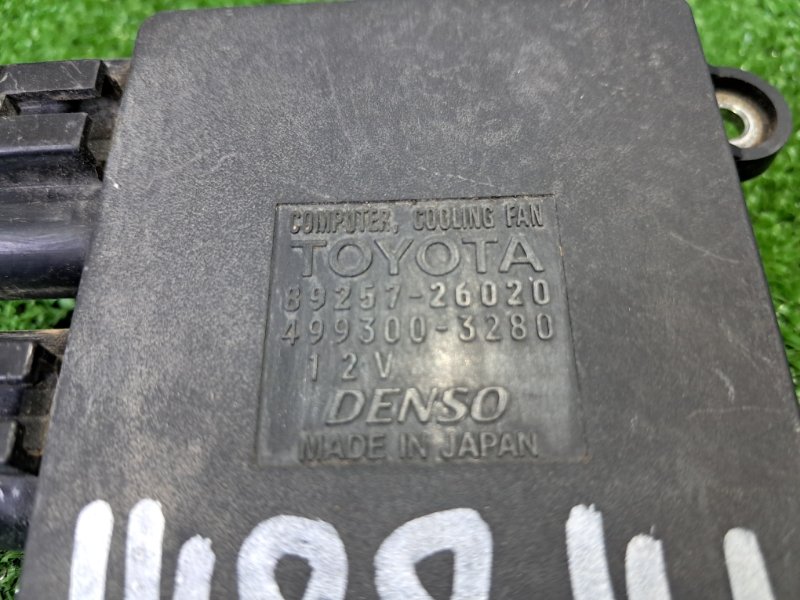 COMPUTER, COOLING FAN
TOYOTA
89257-26020
499300-3280
12V
DENSO
MADE IN JAPAN